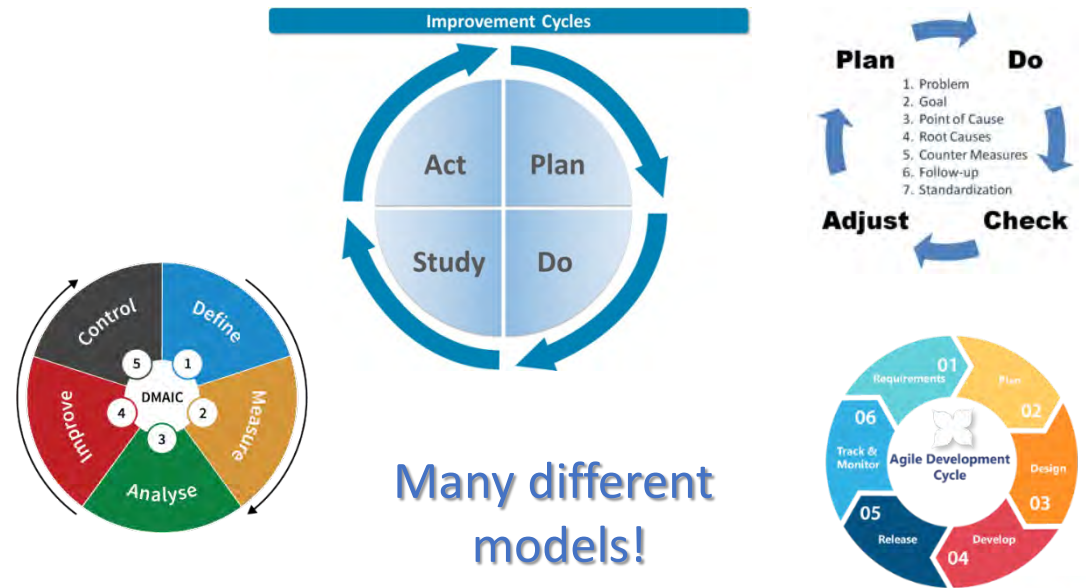 Improvement Cycles
Act
Plan
Study
Do
Plan
Do
1. Problem
2. Goal
3. Point of Cause
4. Root Causes
5. Counter Measures
6. Follow-up
7. Standardization
Adjust
Check
Control
Define
Improve
Measure
Analyse
DMAIC
5
1
4
2
3
01
Requirements
Plan
02
06
Track &
Monitor
Agile Development
Cycle
Design
03
05
Release
Develop
04
Many different
models!